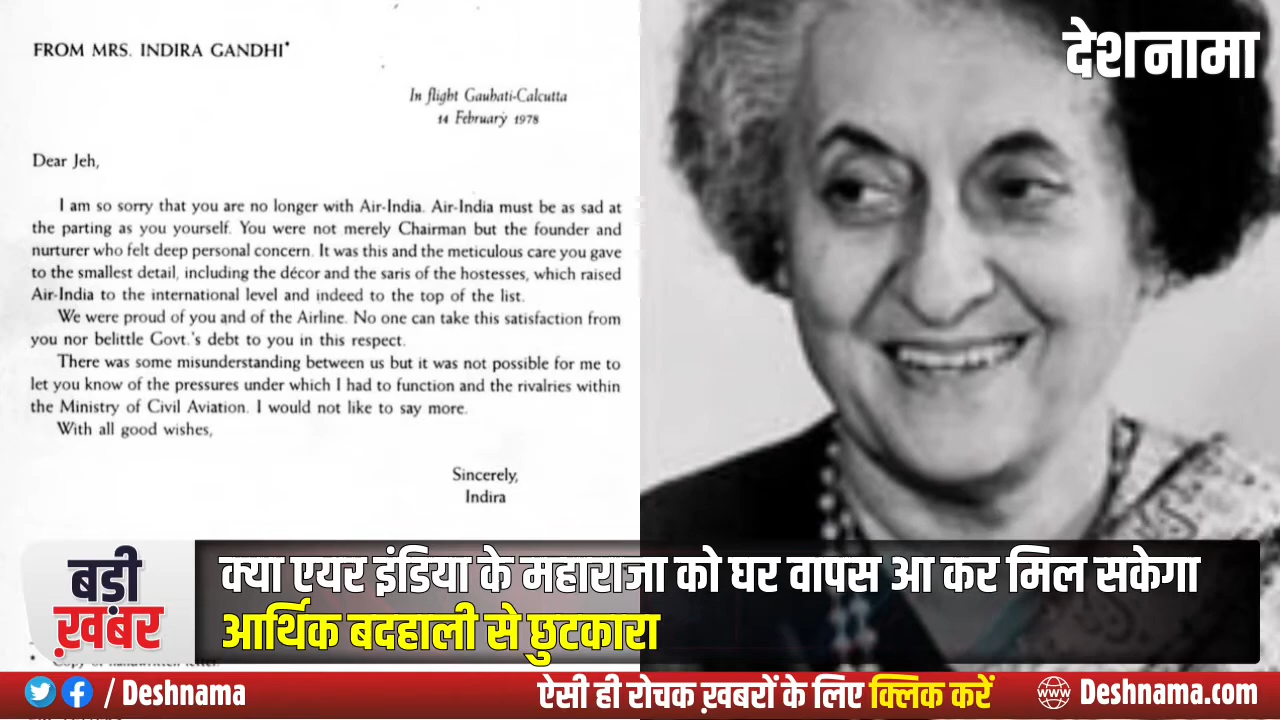 FROM MRS. INDIRA GANDHI*
In flight Gauhati-Calcutta
14 February 1978
Dear Jeh,
I am so sorry that you are no longer with Air-India. Air-India must be as sad at
the parting as you yourself. You were not merely Chairman but the founder and
nurturer who felt deep personal concern. It was this and the meticulous care you gave
to the smallest detail, including the décor and the saris of the hostesses, which raised
Air-India to the international level and indeed to the top of the list.
We were proud of you and of the Airline. No one can take this satisfaction from
you nor belittle Govt.'s debt to you in this respect.
There was some misunderstanding between us but it was not possible for me to
let you know of the pressures under which I had to function and the rivalries within
the Ministry of Civil Aviation. I would not like to say more.
With all good wishes,
Sincerely,
Indira
देशनामा
बड़ी
ख़बर
क्या एयर इंडिया के महाराजा को घर वापस आ कर मिल सकेगा
आर्थिक बदहाली से छुटकारा
* Copy of handwritten letter.
/ Deshnama
ऐसी ही रोचक ख़बरों के लिए क्लिक करें
Deshnama.com